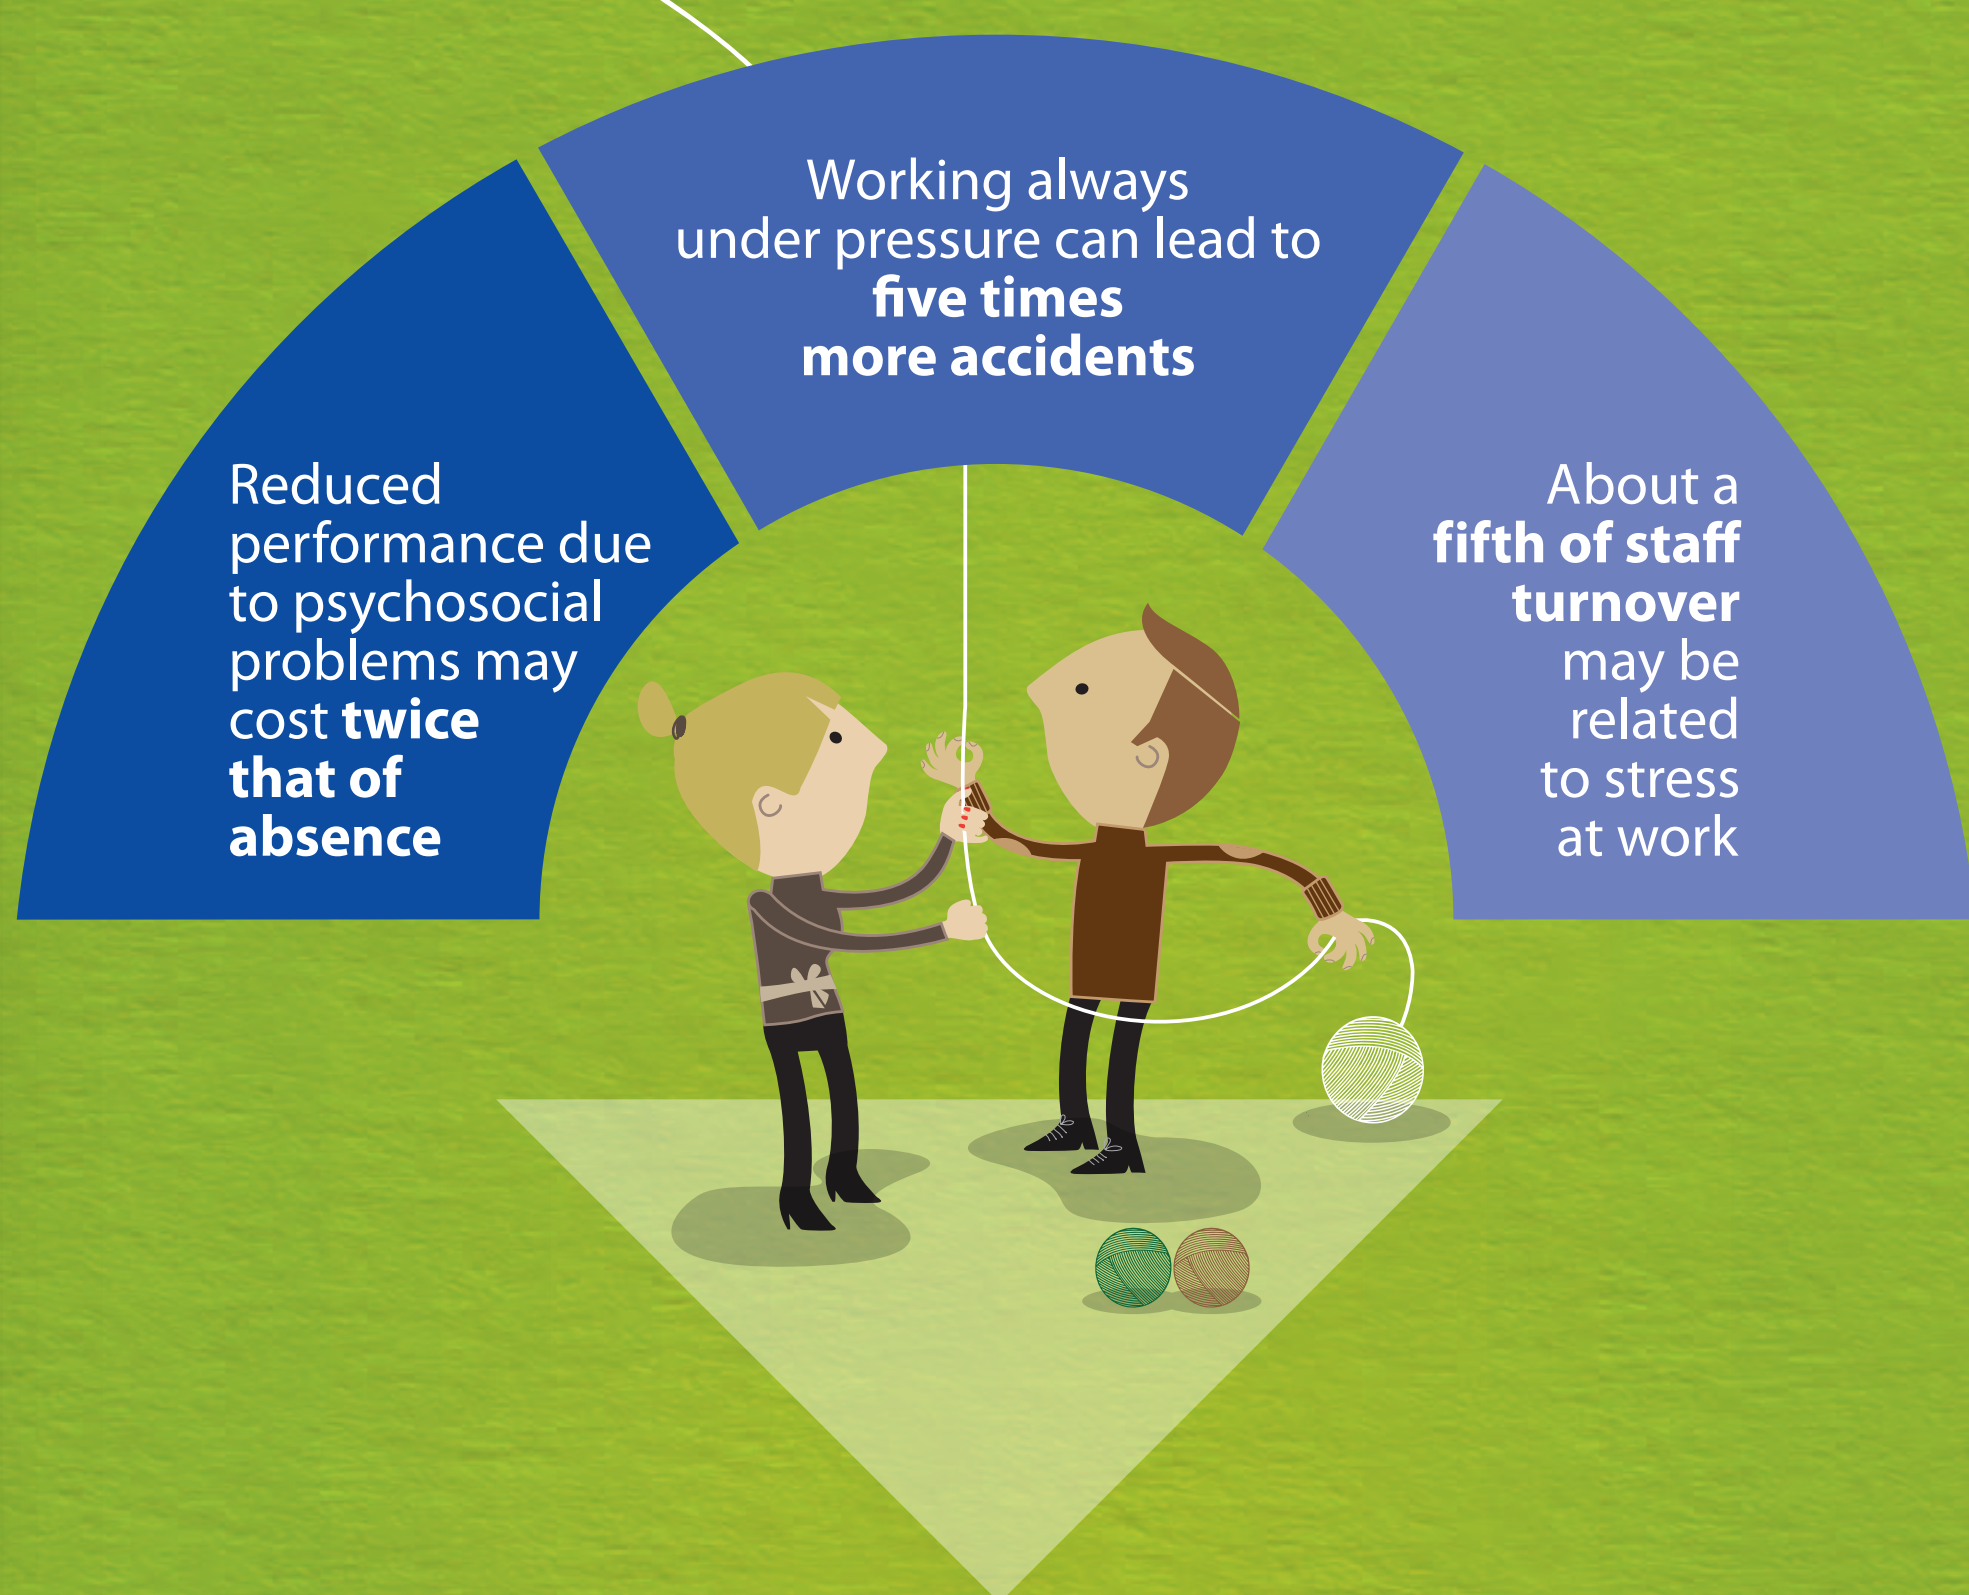 Working always
under pressure can lead to
five times
more accidents
Reduced
performance due
to psychosocial
problems may
cost twice
that of
absence
About a
fifth of staff
turnover
may be
related
to stress
at work